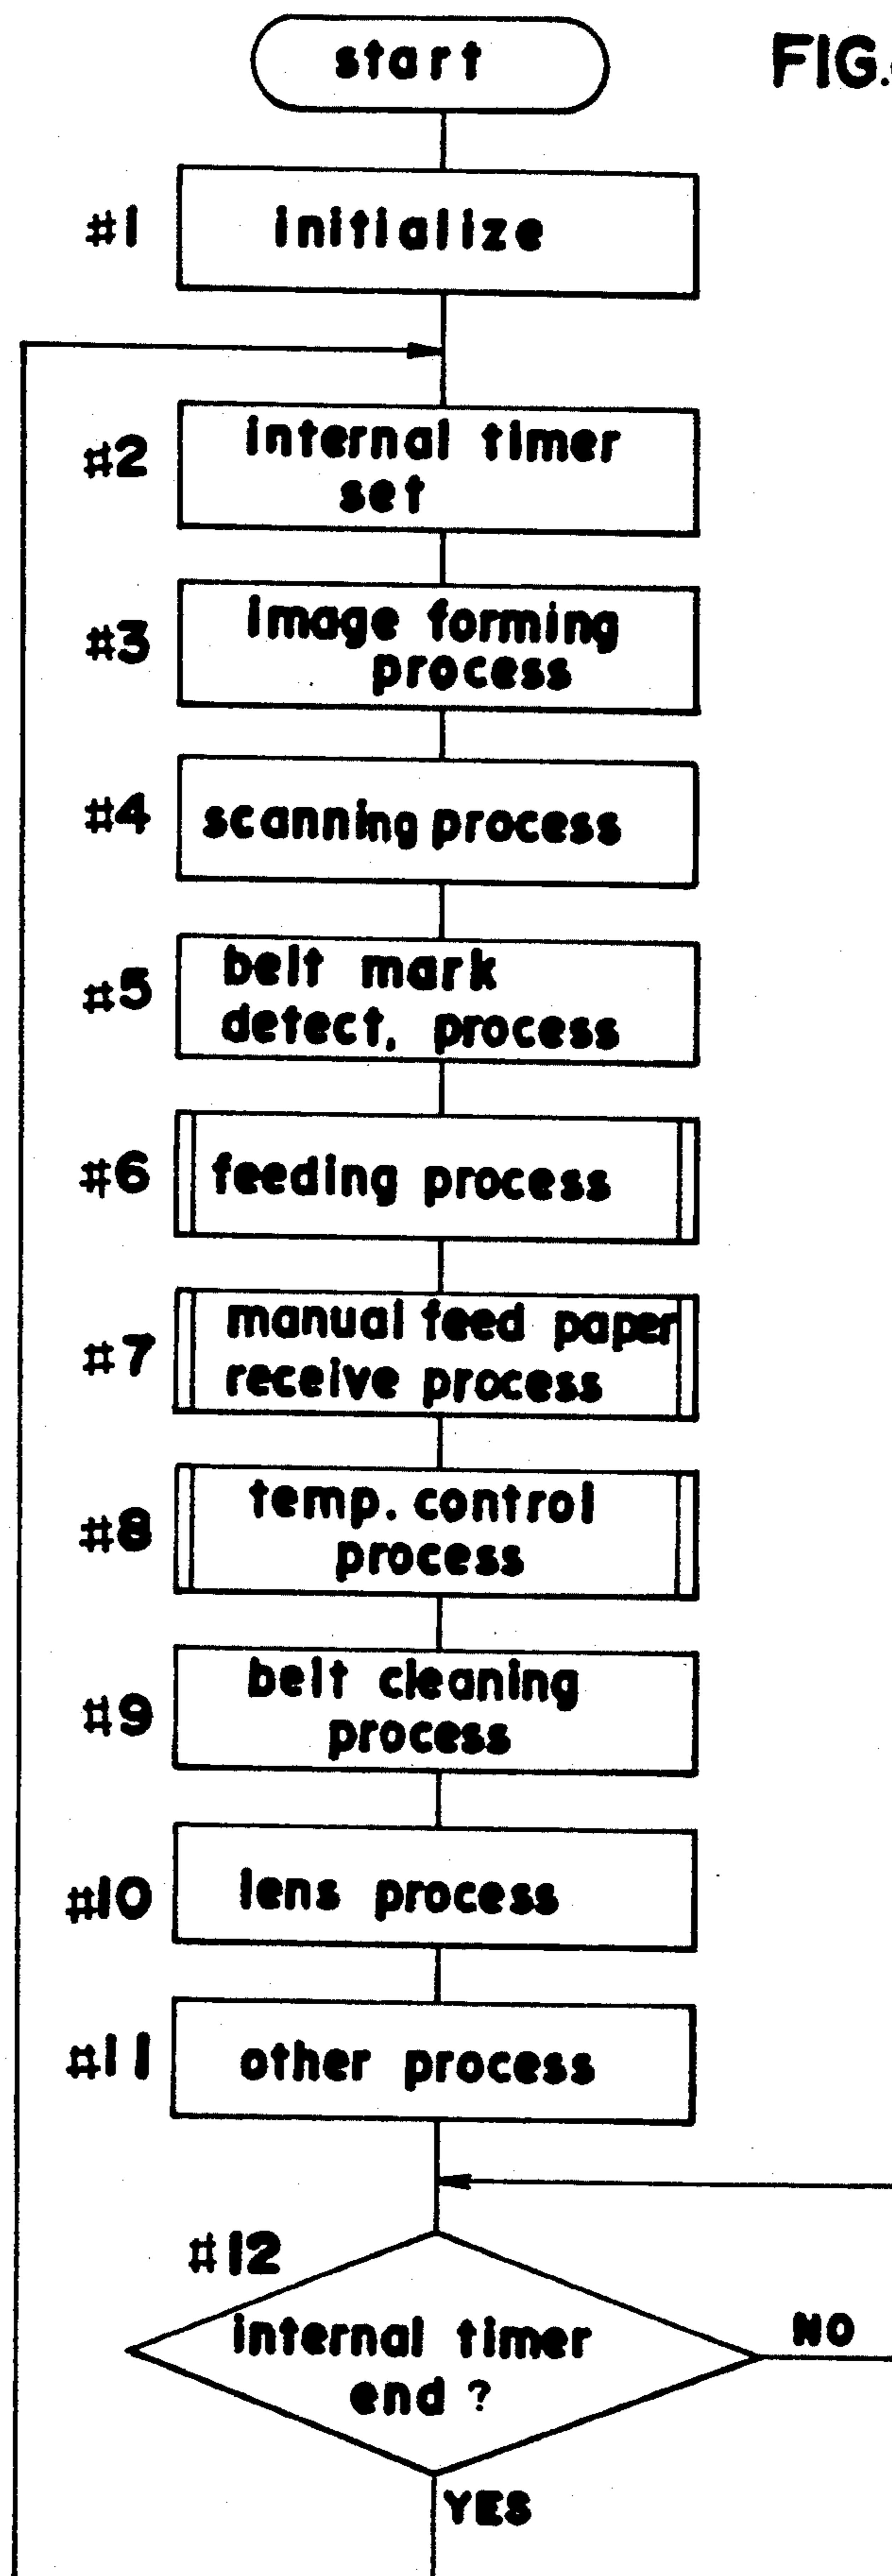 start
FIG.
#1
initialize
#2
internal timer
set
#3
image forming
process
#4
scanning process
#5
belt mark
detect. process
#6
feeding process
#7
manual feed paper
receive process
#8
temp. control
process
#9
belt cleaning
process
#10
lens process
#11
other process
#12
internal timer
end ?
NO
YES